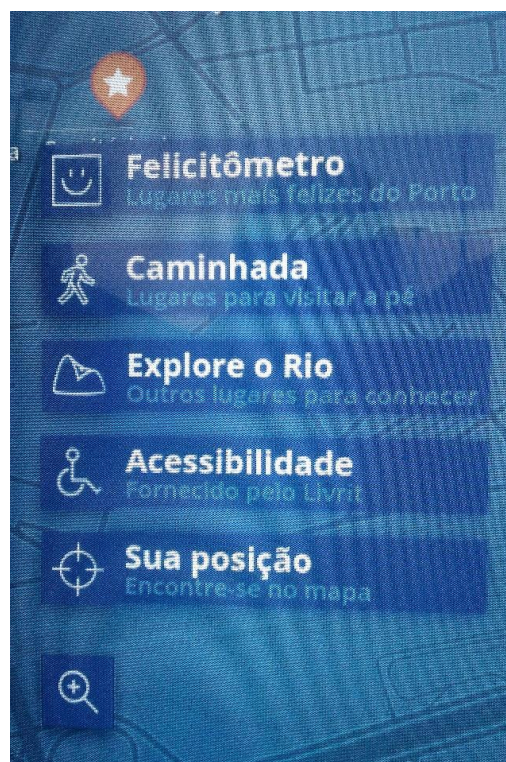 Felicitômetro
Lugares mais felizes do Porto
Caminhada
Lugares para visitar a pé
Explore o Rio
Outros lugares para conhecer
Acessibilidade
Fornecido pelo Livrit
Sua posição
Encontre-se no mapa